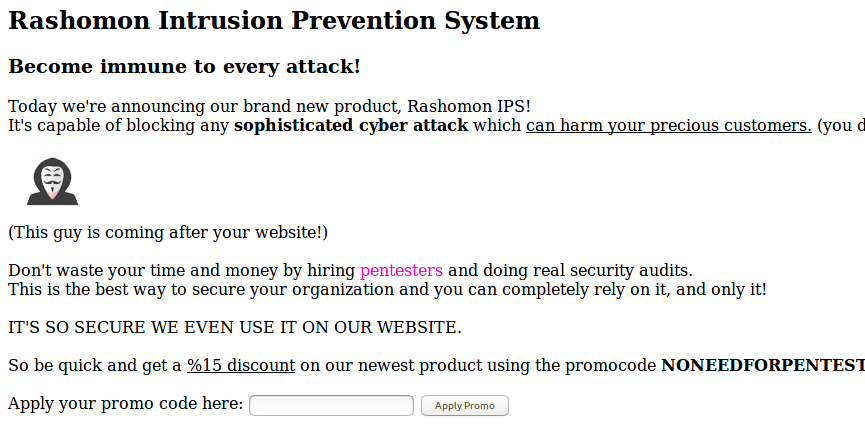 Rashomon Intrusion Prevention System
Become immune to every attack!
Today we're announcing our brand new product, Rashomon IPS!
It's capable of blocking any sophisticated cyber attack which can harm your precious customers. (you
(This guy is coming after your website!)
Don't waste your time and money by hiring pentesters and doing real security audits.
This is the best way to secure your organization and you can completely rely on it, and only it!
IT'S SO SECURE WE EVEN USE IT ON OUR WEBSITE.
So be quick and get a %15 discount on our newest product using the promocode NONEEDFORPENTEST
Apply your promo code here: Apply Promo